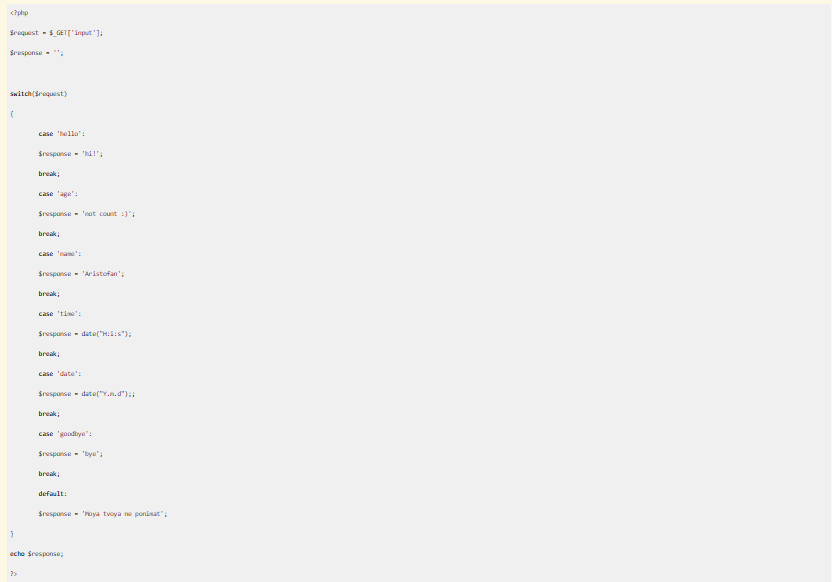 <?php
$request = $_GET['input'];
$response = '';
switch($request)
{
case 'hello':
$response = 'hi!';
break;
case 'age':
$response = 'not count :)';
break;
case 'name':
$response = 'Aristofan';
break;
case 'time':
$response = date("H:i:s");
break;
case 'date':
$response = date("Y.m.d");;
break;
case 'goodbye':
$response = 'bye';
break;
default:
$response = 'Moya tvoya ne ponimat';
}
echo $response;
?>